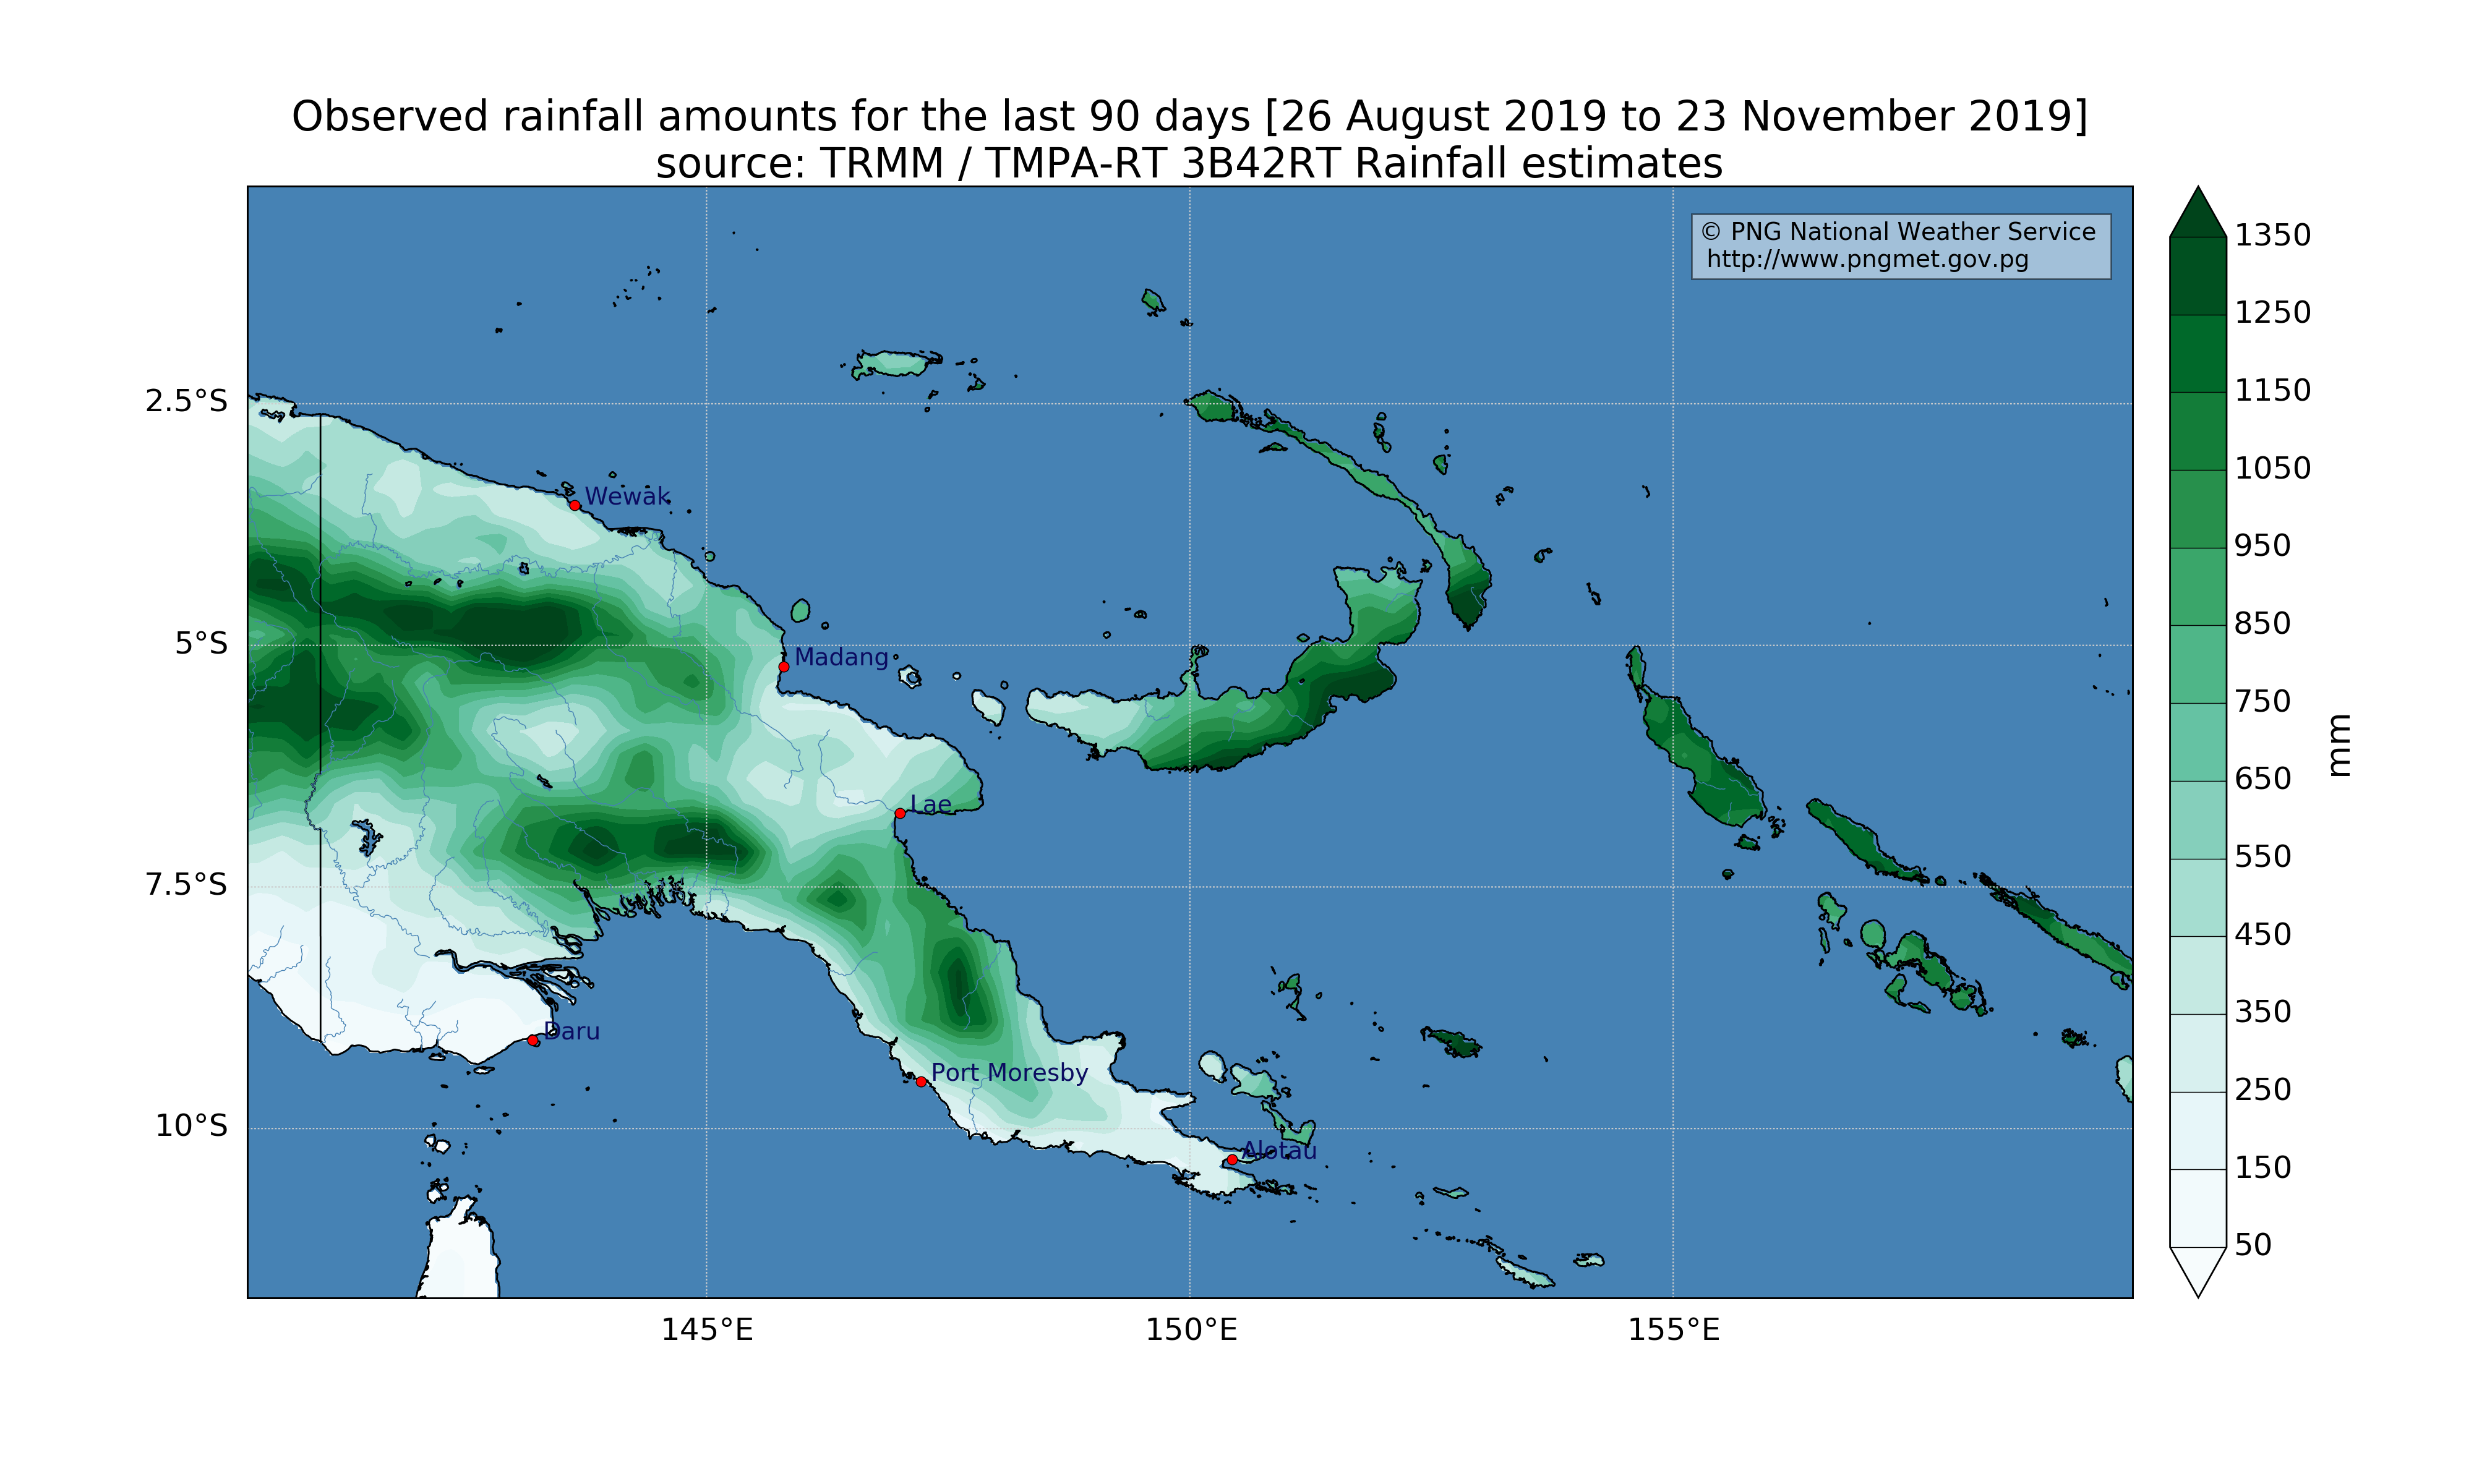 Observed rainfall amounts for the last 90 days [26 August 2019 to 23 November 2019]
source: TRMM / TMPA-RT 3B42RT Rainfall estimates
© PNG National Weather Service
http://www.pngmet.gov.pg
2.5°S
5°S
7.5°S
10°S
Wewak
Madang
Lae
Daru
Port Moresby
Alotau
145°E
150°E
155°E
1350
1250
1150
1050
950
850
750
650
550
450
350
250
150
50
mm